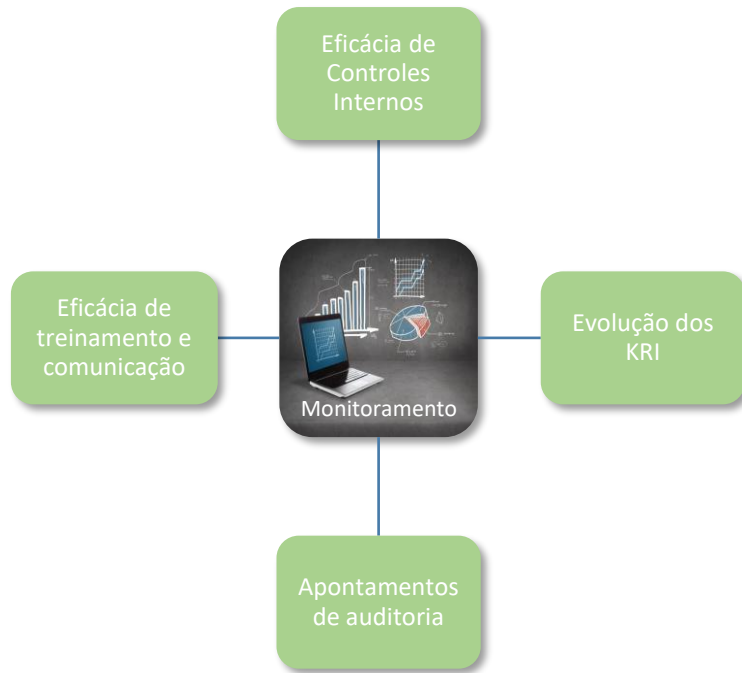 Eficácia de
Controles
Internos
Eficácia de
treinamento e
comunicação
Monitoramento
Evolução dos
KRI
Apontamentos
de auditoria